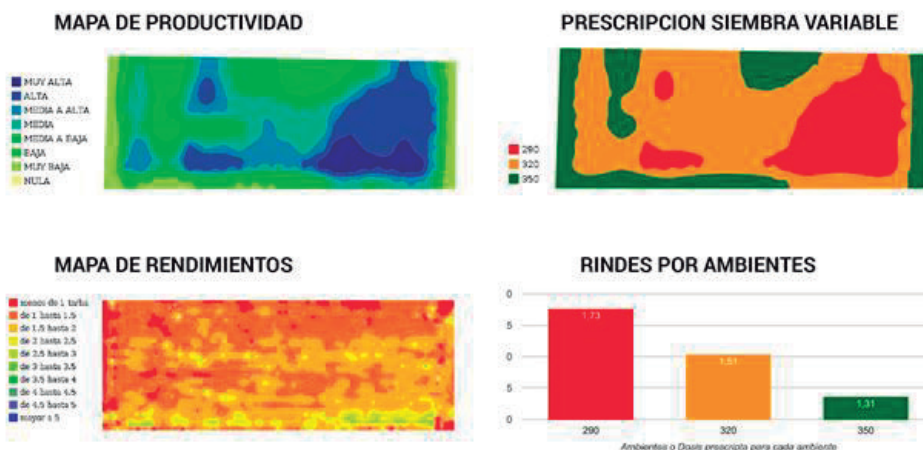 MAPA DE PRODUCTIVIDAD
MUY ALTA
ALTA
MEDIA A ALTA
MEDIA
MEDIA A BAJA
BAJA
MUY BAJA
NULA
PRESCRIPCION SIEMBRA VARIABLE
290
320
350
MAPA DE RENDIMIENTOS
menos de 1 tn/ha
de 1 hasta 1.5
de 1.5 hasta 2
de 2 hasta 2.5
de 2.5 hasta 3
de 3 hasta 3.5
de 3.5 hasta 4
de 4 hasta 4.5
de 4.5 hasta 5
mayor a 5
RINDES POR AMBIENTES
0
5
0
5
0
1,73
1,51
1,31
290
320
350
Ambientes o Dosis prescripta para cada ambiente